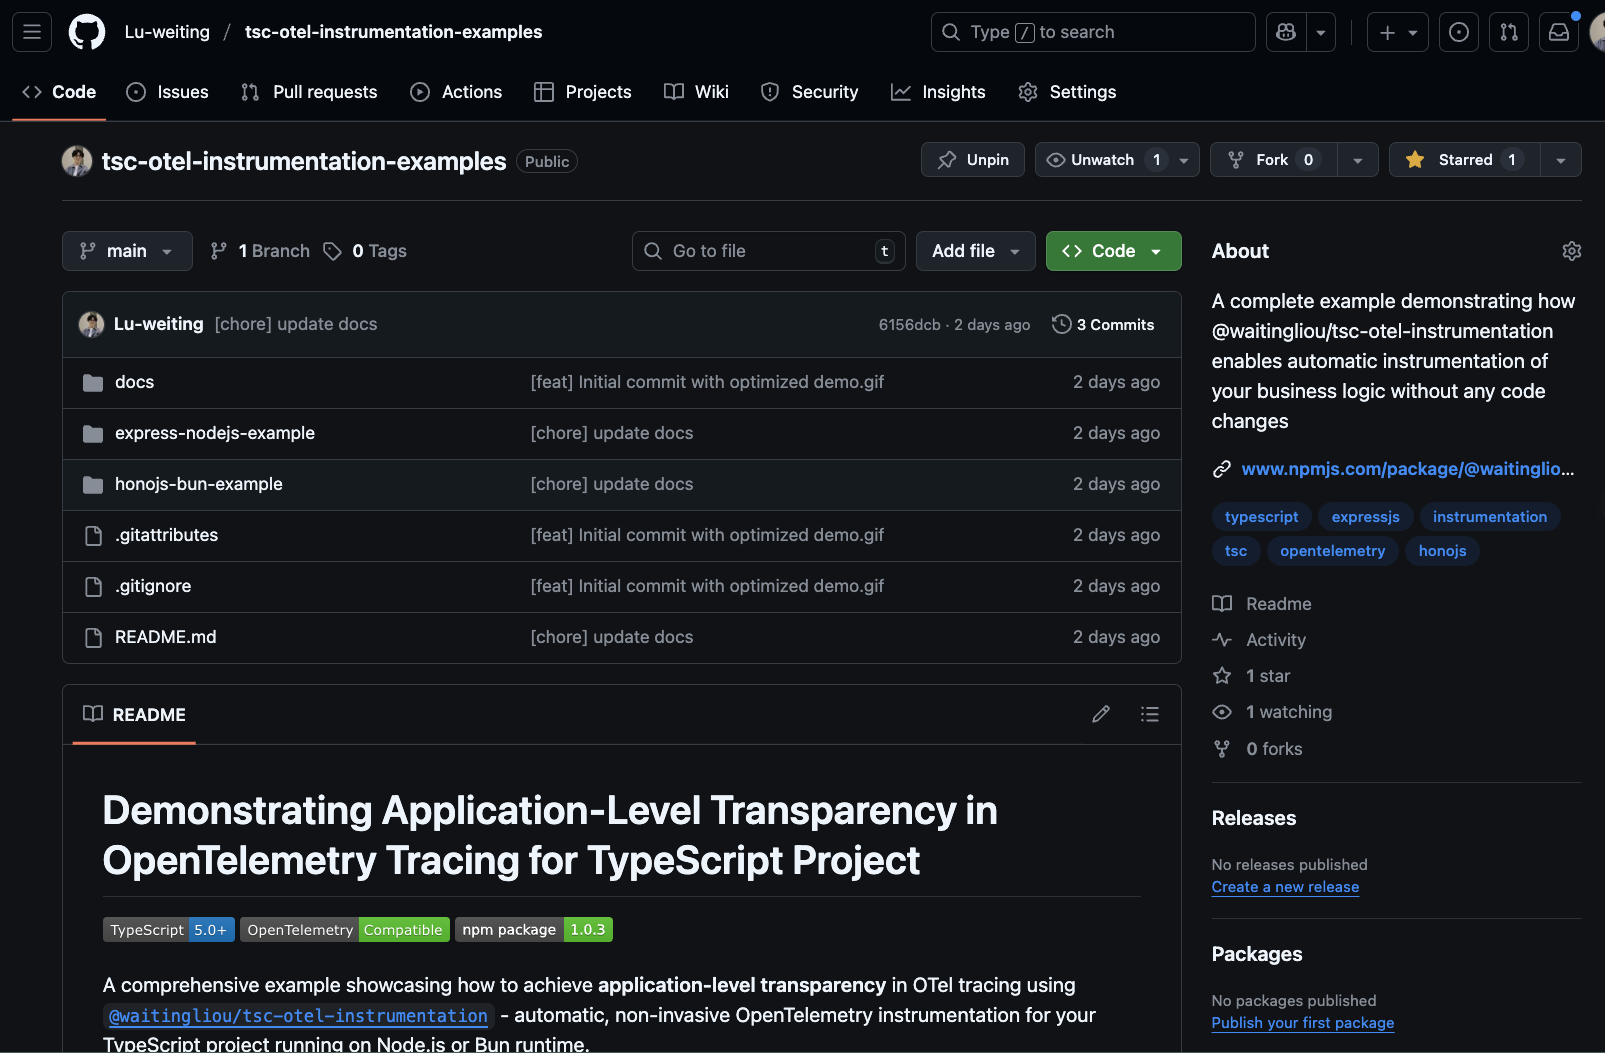 Lu-weiting / tsc-otel-instrumentation-examples
Type / to search
Code Issues Pull requests Actions Projects Wiki Security Insights Settings
tsc-otel-instrumentation-examples Public
Unpin Unwatch 1 Fork 0 Starred 1
main 1 Branch 0 Tags
Go to file t
Add file
Code
Lu-weiting [chore] update docs 6156dcb · 2 days ago 3 Commits
docs [feat] Initial commit with optimized demo.gif 2 days ago
express-nodejs-example [chore] update docs 2 days ago
honojs-bun-example [chore] update docs 2 days ago
.gitattributes [feat] Initial commit with optimized demo.gif 2 days ago
.gitignore [feat] Initial commit with optimized demo.gif 2 days ago
README.md [chore] update docs 2 days ago
README
Demonstrating Application-Level Transparency in
OpenTelemetry Tracing for TypeScript Project
TypeScript 5.0+ OpenTelemetry Compatible npm package 1.0.3
A comprehensive example showcasing how to achieve application-level transparency in OTel tracing using
@waitingliou/tsc-otel-instrumentation - automatic, non-invasive OpenTelemetry instrumentation for your
TypeScript project running on Node.js or Bun runtime.
About
A complete example demonstrating how
@waitingliou/tsc-otel-instrumentation
enables automatic instrumentation of
your business logic without any code
changes
www.npmjs.com/package/@waitinglio...
typescript expressjs instrumentation
tsc opentelemetry honojs
Readme
Activity
1 star
1 watching
0 forks
Releases
No releases published
Create a new release
Packages
No packages published
Publish your first package